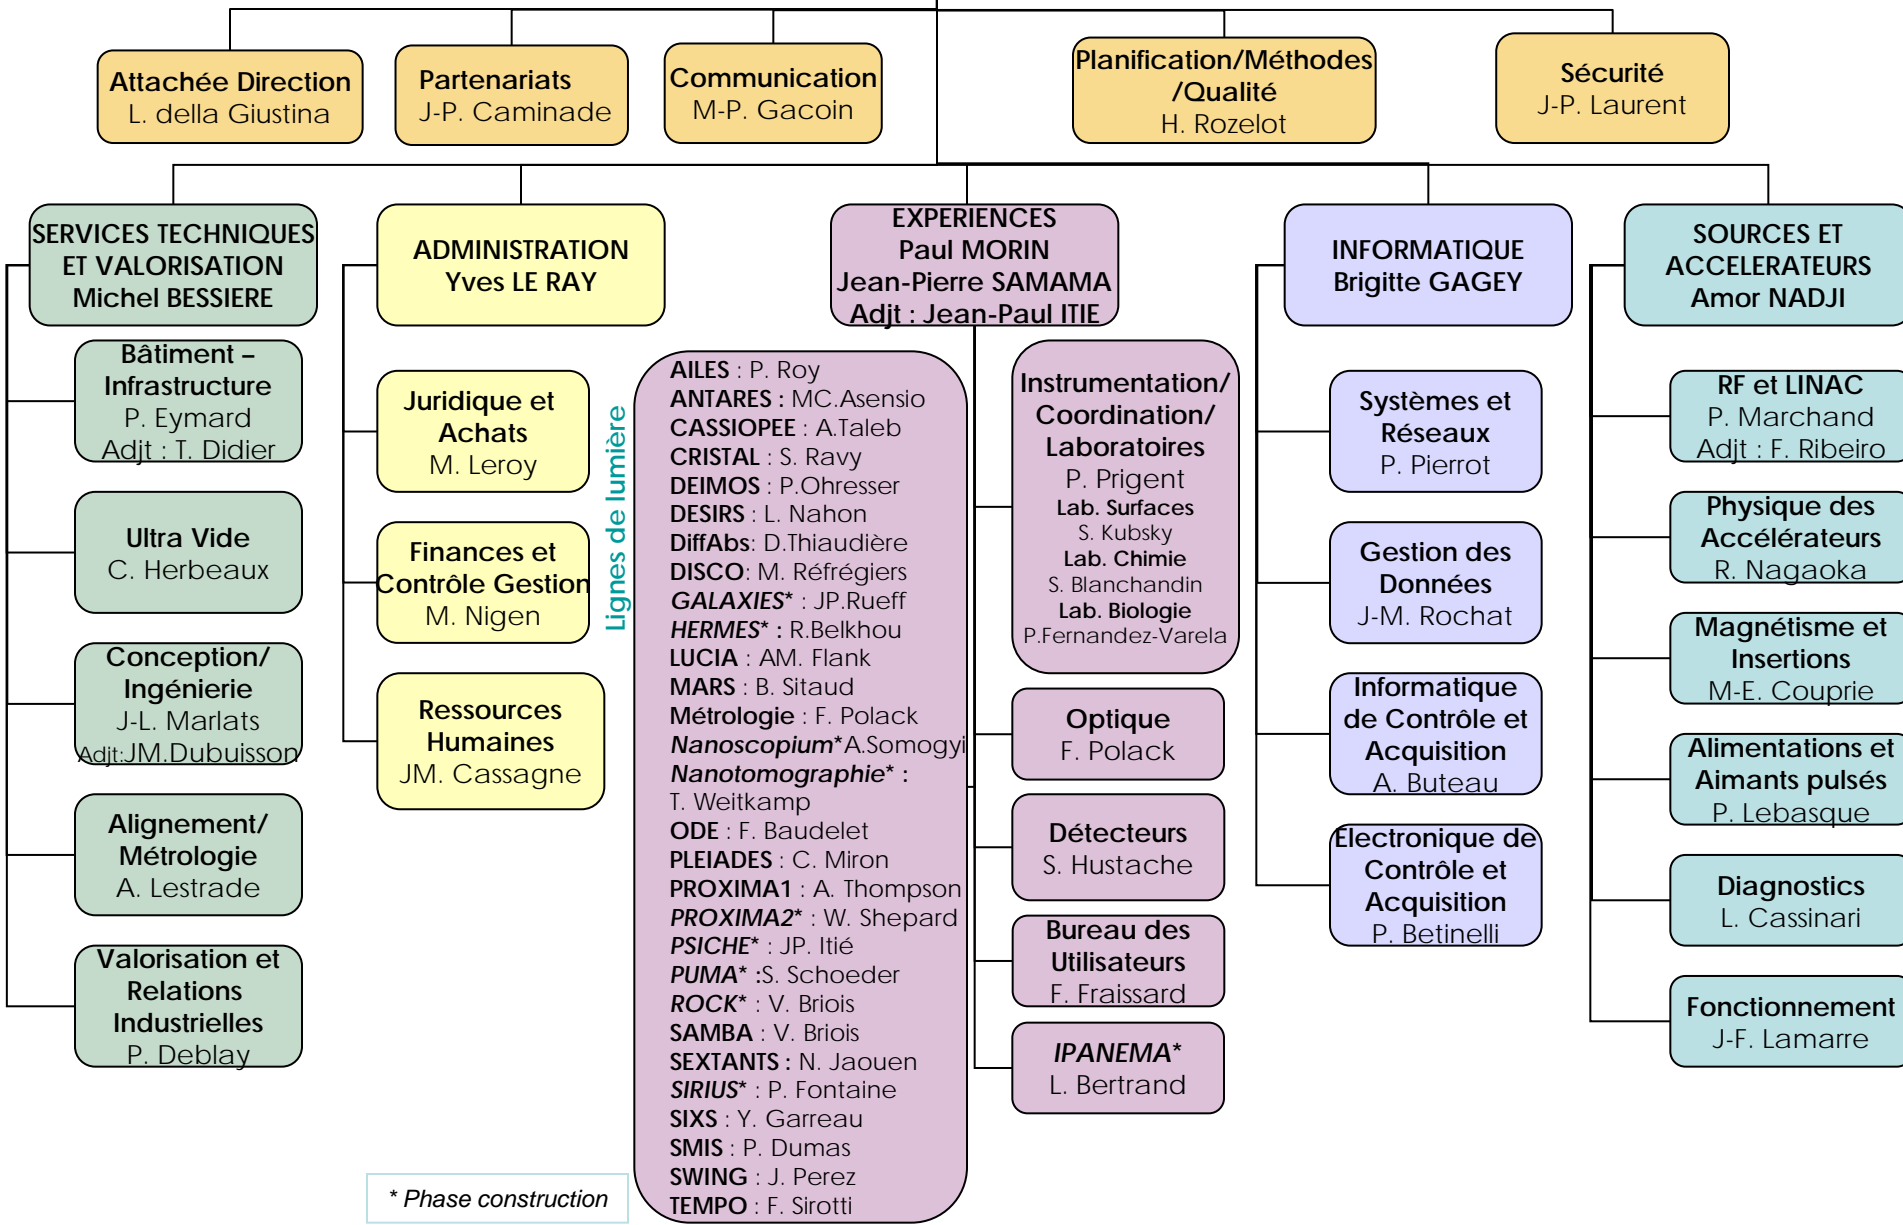 Attachée Direction
L. della Giustina
Partenariats
J-P. Caminade
Communication
M-P. Gacoin
Planification/Méthodes
/Qualité
H. Rozelot
Sécurité
J-P. Laurent
SERVICES TECHNIQUES
ET VALORISATION
Michel BESSIERE
Bâtiment –
Infrastructure
P. Eymard
Adjt : T. Didier
Ultra Vide
C. Herbeaux
Conception/
Ingénierie
J-L. Marlats
Adjt:JM.Dubuisson
Alignement/
Métrologie
A. Lestrade
Valorisation et
Relations
Industrielles
P. Deblay
ADMINISTRATION
Yves LE RAY
Juridique et
Achats
M. Leroy
Finances et
Contrôle Gestion
M. Nigen
Ressources
Humaines
JM. Cassagne
EXPERIENCES
Paul MORIN
Jean-Pierre SAMAMA
Adjt : Jean-Paul ITIE
Lignes de lumière
AILES : P. Roy
ANTARES : MC.Asensio
CASSIOPEE : A.Taleb
CRISTAL : S. Ravy
DEIMOS : P.Ohresser
DESIRS : L. Nahon
DiffAbs: D.Thiaudière
DISCO: M. Réfrégiers
GALAXIES* : JP.Rueff
HERMES* : R.Belkhou
LUCIA : AM. Flank
MARS : B. Sitaud
Métrologie : F. Polack
Nanoscopium*A.Somogyi
Nanotomographie* :
T. Weitkamp
ODE : F. Baudelet
PLEIADES : C. Miron
PROXIMA1 : A. Thompson
PROXIMA2* : W. Shepard
PSICHE* : JP. Itié
PUMA* :S. Schoeder
ROCK* : V. Briois
SAMBA : V. Briois
SEXTANTS : N. Jaouen
SIRIUS* : P. Fontaine
SIXS : Y. Garreau
SMIS : P. Dumas
SWING : J. Perez
TEMPO : F. Sirotti
Instrumentation/
Coordination/
Laboratoires
P. Prigent
Lab. Surfaces
S. Kubsky
Lab. Chimie
S. Blanchandin
Lab. Biologie
P.Fernandez-Varela
Optique
F. Polack
Détecteurs
S. Hustache
Bureau des
Utilisateurs
F. Fraissard
IPANEMA*
L. Bertrand
INFORMATIQUE
Brigitte GAGEY
Systèmes et
Réseaux
P. Pierrot
Gestion des
Données
J-M. Rochat
Informatique
de Contrôle et
Acquisition
A. Buteau
Electronique de
Contrôle et
Acquisition
P. Betinelli
SOURCES ET
ACCELERATEURS
Amor NADJI
RF et LINAC
P. Marchand
Adjt : F. Ribeiro
Physique des
Accélérateurs
R. Nagaoka
Magnétisme et
Insertions
M-E. Couprie
Alimentations et
Aimants pulsés
P. Lebasque
Diagnostics
L. Cassinari
Fonctionnement
J-F. Lamarre
* Phase construction